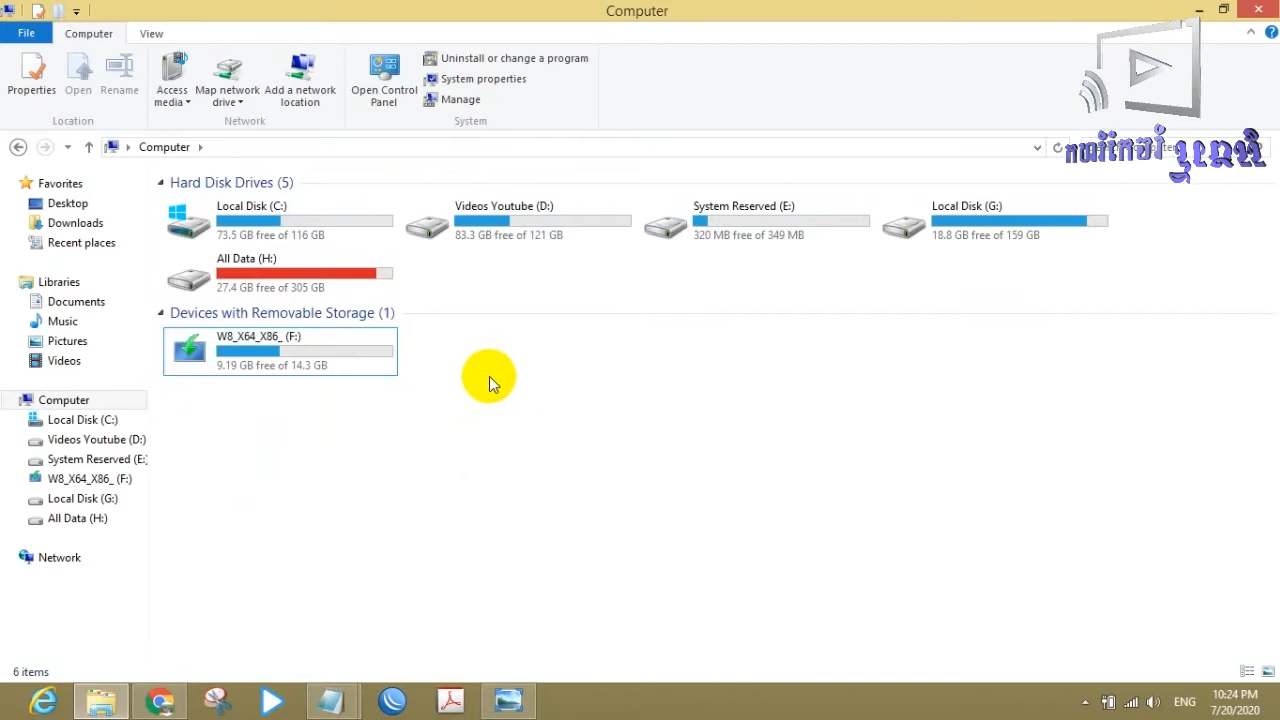 Computer
File
Computer
View
Properties
Open
Rename
Access media
Map network drive
Add a network location
Open Control Panel
Uninstall or change a program
System properties
Manage
Location
Network
System
Computer
Favorites
Desktop
Downloads
Recent places
Libraries
Documents
Music
Pictures
Videos
Computer
Local Disk (C:)
Videos Youtube (D:)
System Reserved (E:
W8_X64_X86_ (F:)
Local Disk (G:)
All Data (H:)
Network
Hard Disk Drives (5)
Local Disk (C:)
73.5 GB free of 116 GB
Videos Youtube (D:)
83.3 GB free of 121 GB
System Reserved (E:)
320 MB free of 349 MB
Local Disk (G:)
18.8 GB free of 159 GB
All Data (H:)
27.4 GB free of 305 GB
Devices with Removable Storage (1)
W8_X64_X86_ (F:)
9.19 GB free of 14.3 GB
6 items
ENG
10:24 PM
7/20/2020